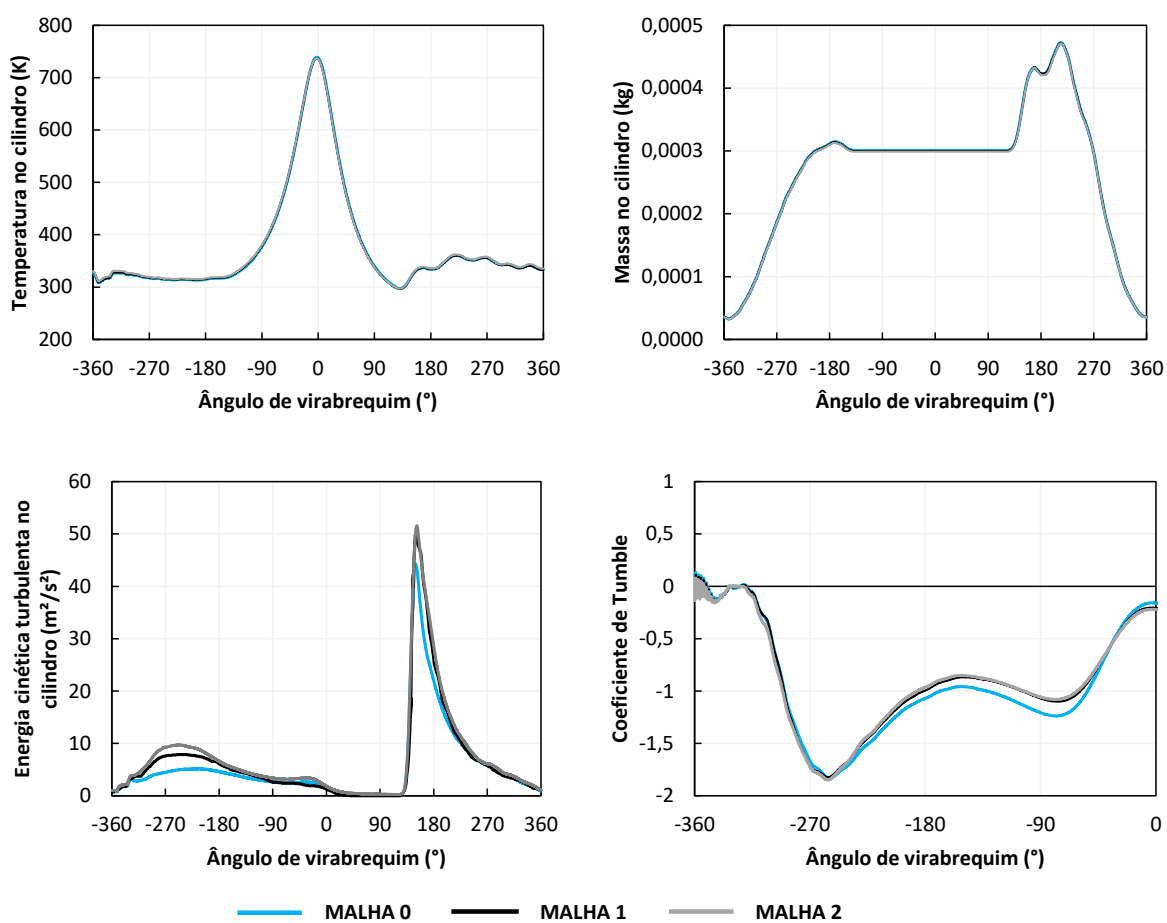 Temperatura no cilindro (K)
800
700
600
500
400
300
200
-360 -270 -180 -90 0 90 180 270 360
Ângulo de virabrequim (°)
Massa no cilindro (kg)
0,0005
0,0004
0,0003
0,0002
0,0001
0,0000
-360 -270 -180 -90 0 90 180 270 360
Ângulo de virabrequim (°)
Energia cinética turbulenta no
cilindro (m²/s²)
60
50
40
30
20
10
0
-360 -270 -180 -90 0 90 180 270 360
Ângulo de virabrequim (°)
Coeficiente de Tumble
1
0,5
0
-0,5
-1
-1,5
-2
-360 -270 -180 -90 0
Ângulo de virabrequim (°)
MALHA 0 MALHA 1 MALHA 2